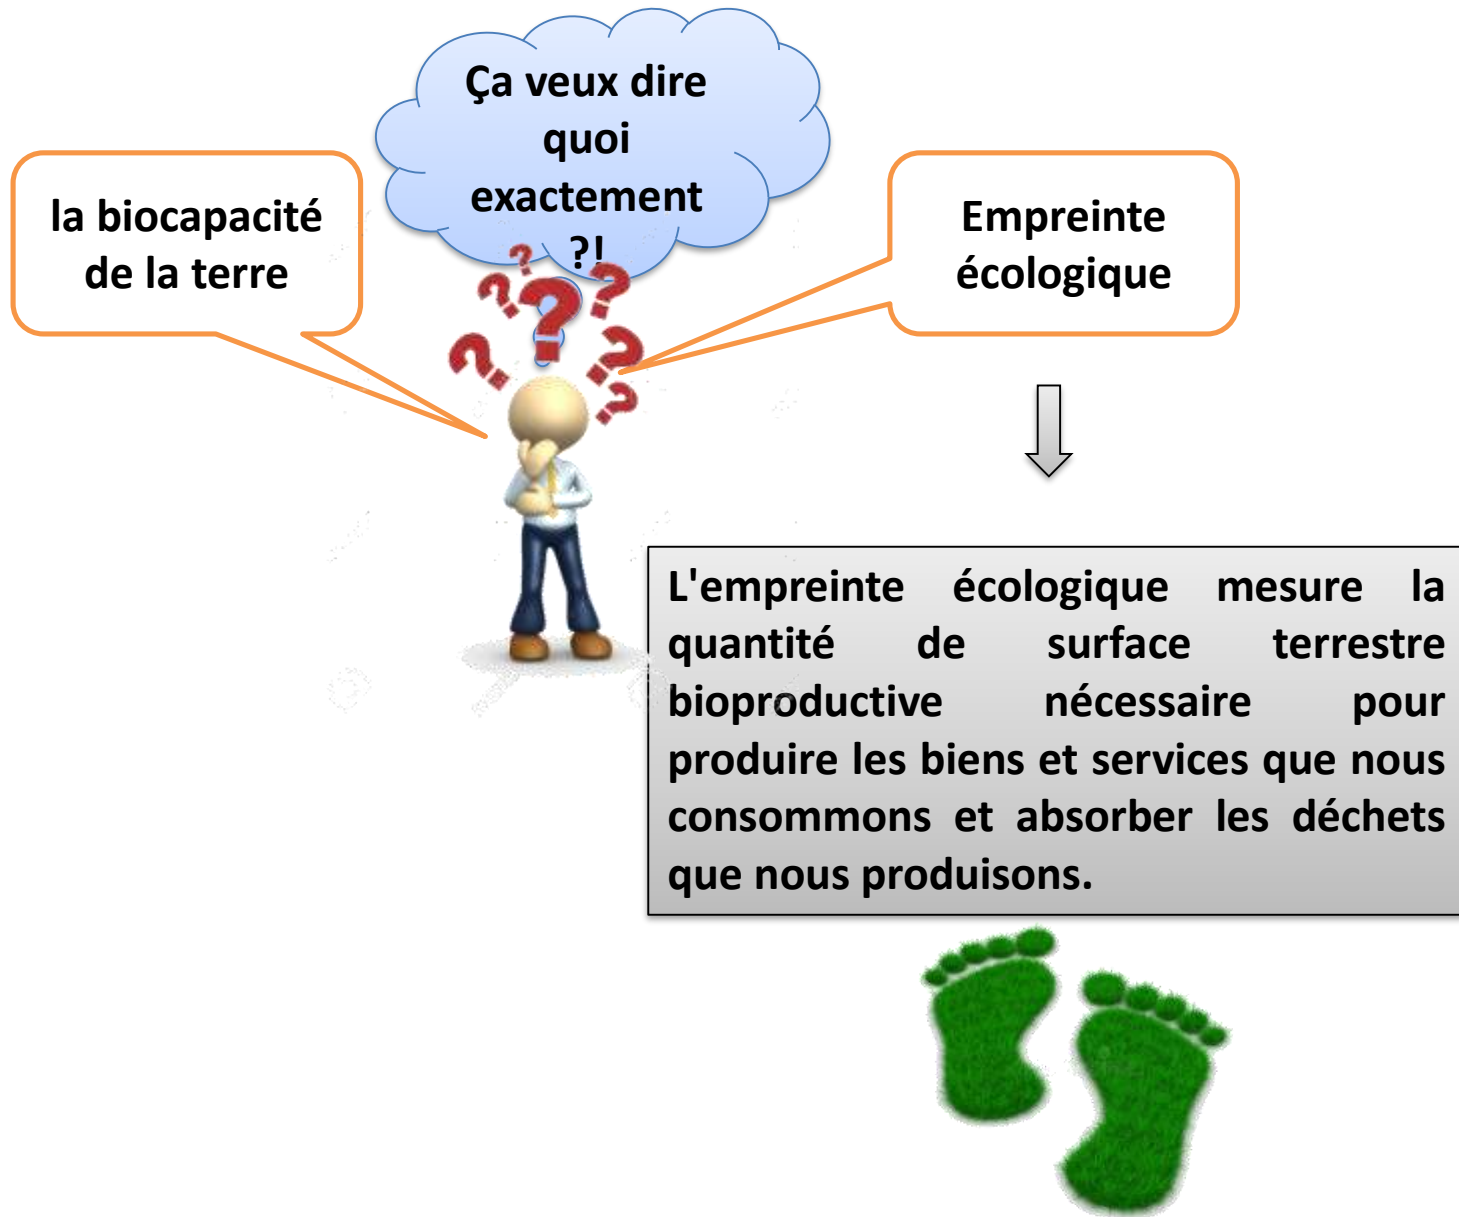 Ça veux dire
quoi
exactement
?!
la biocapacité
de la terre
Empreinte
écologique
L'empreinte écologique mesure la
quantité de surface terrestre
bioproductive nécessaire pour
produire les biens et services que nous
consommons et absorber les déchets
que nous produisons.